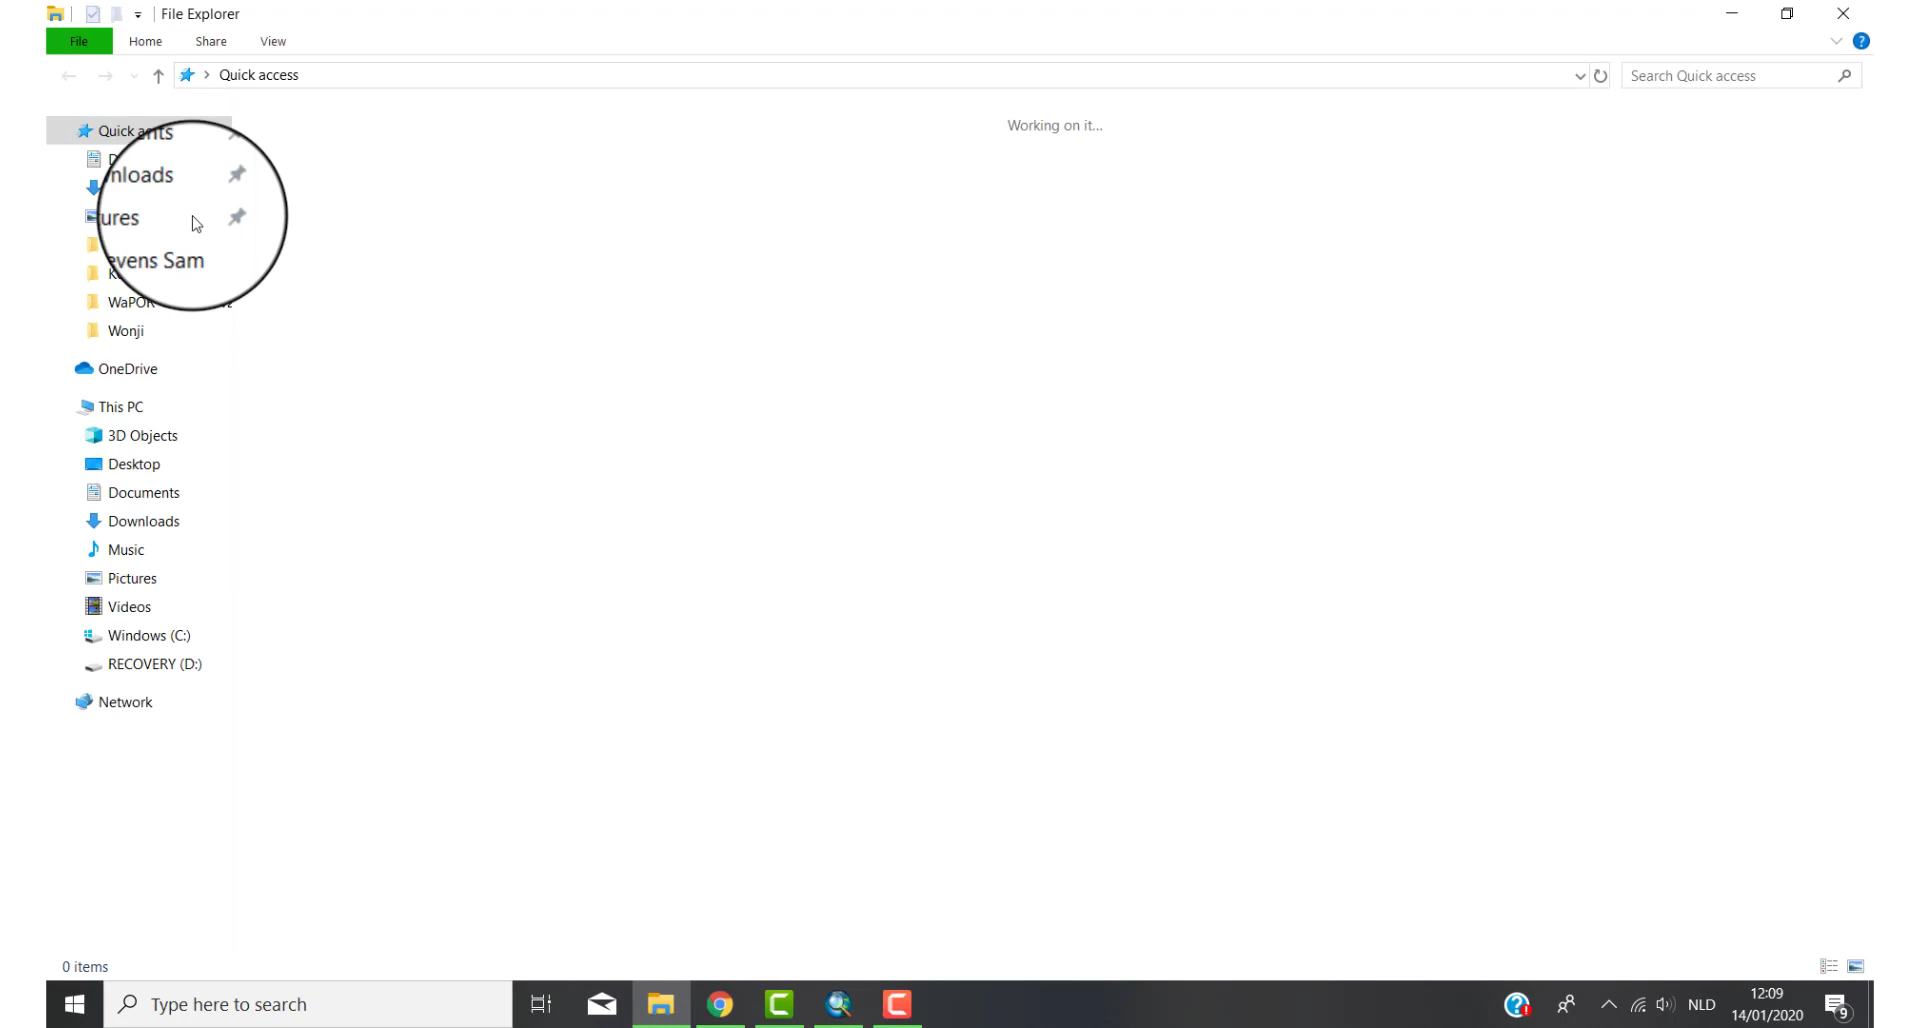 File Explorer
File Home Share View
Quick access
Search Quick access
Working on it...
Quick
nts
nloads
ures
evens Sam
WaPOR
Wonji
OneDrive
This PC
3D Objects
Desktop
Documents
Downloads
Music
Pictures
Videos
Windows (C:)
RECOVERY (D:)
Network
0 items
Type here to search
NLD
12:09
14/01/2020
9